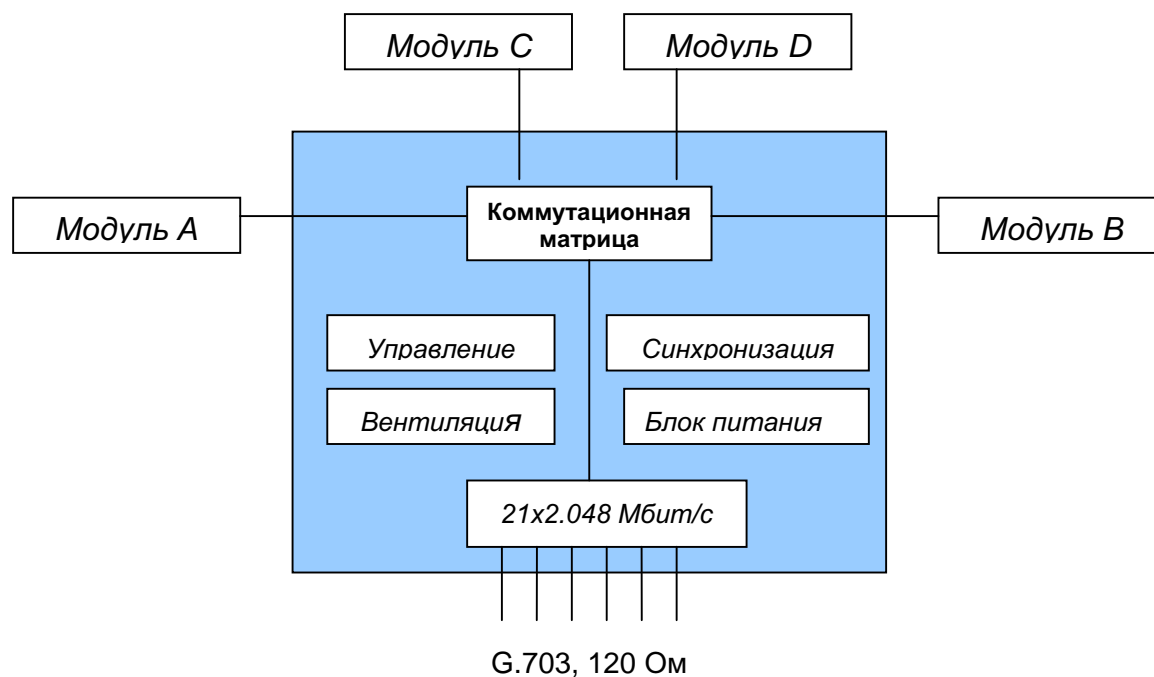 Модуль C
Модуль D
Модуль A
Коммутационная
матрица
Модуль B
Управление
Синхронизация
Вентиляция
Блок питания
21x2.048 Мбит/с
G.703, 120 Ом